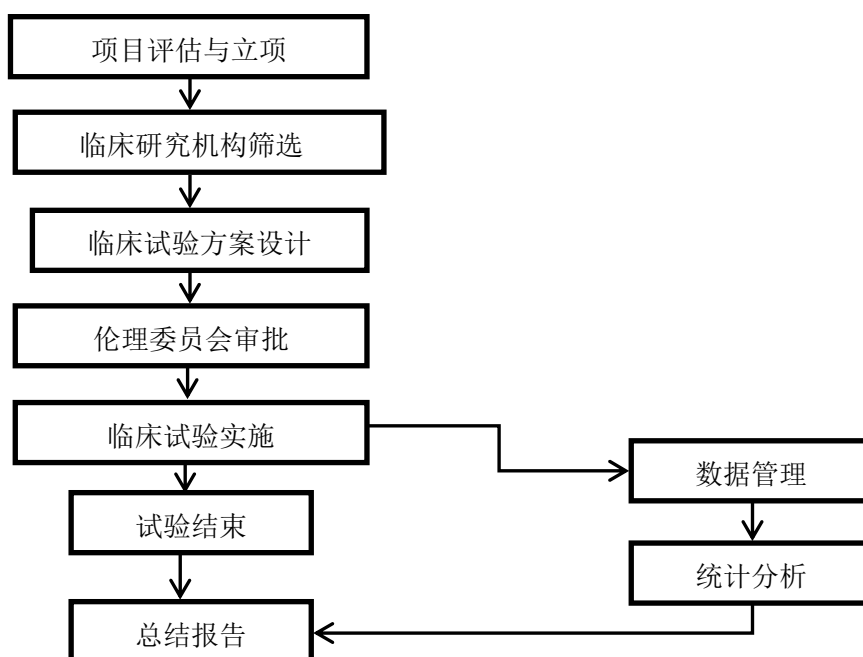 项目评估与立项
临床研究机构筛选
临床试验方案设计
伦理委员会审批
临床试验实施
数据管理
试验结束
统计分析
总结报告